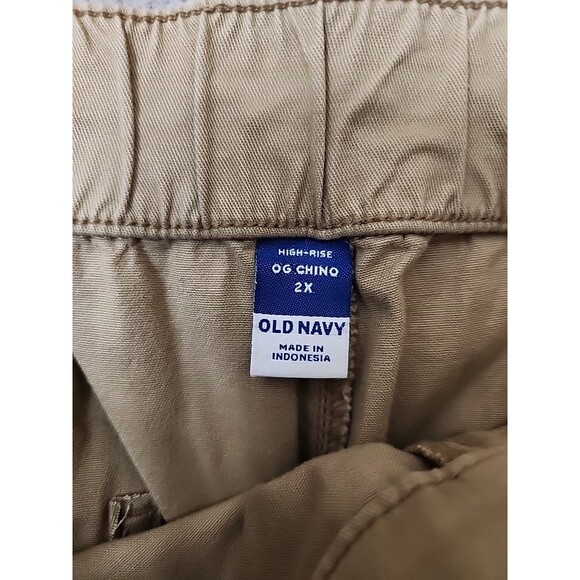 HIGH-RISE
OG CHINO
2X
OLD NAVY
MADE IN
INDONESIA